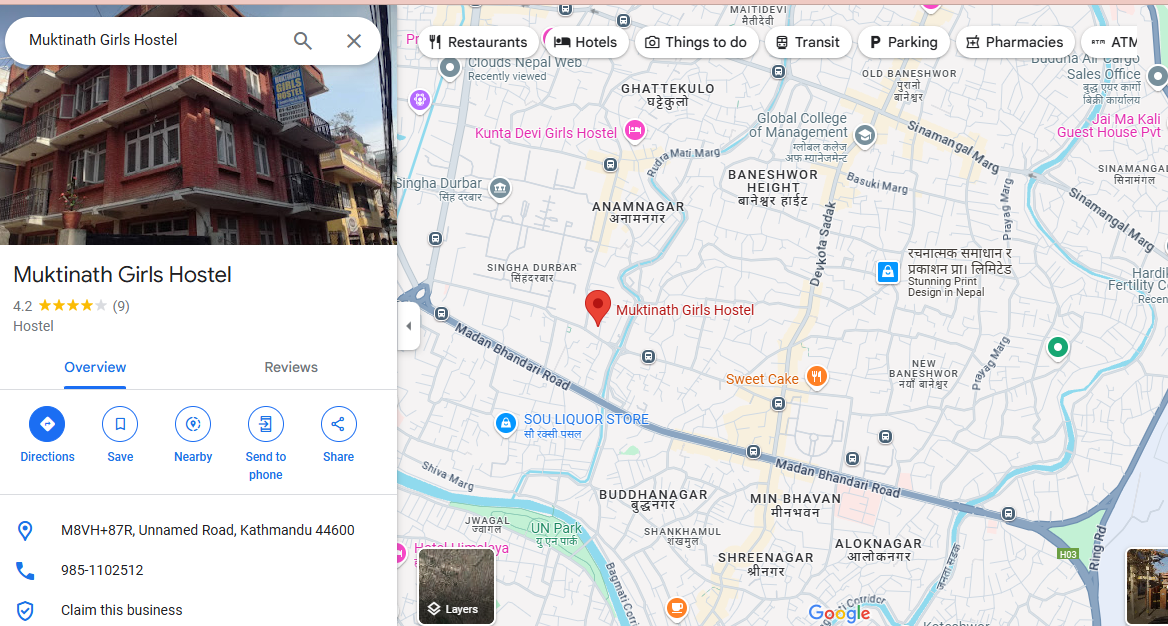 Muktinath Girls Hostel
MUKTINATH
GIRLS
HOSTEL
Muktinath Girls Hostel
4.2
(9)
Hostel
Overview
Reviews
Directions
Save
Nearby
Send to
phone
Share
M8VH+87R, Unnamed Road, Kathmandu 44600
985-1102512
Claim this business
Restaurants
Hotels
Things to do
Transit
P Parking
Pharmacies
ATM
MAITIDEVI
मैतीदेवी
Clouds Nepal Web
Recently viewed
GHATTEKULO
घट्टेकुलो
OLD BANESHWOR
पुरानो
बानेश्वर
Buddha Air Cargo
Sales Office
बुद्ध एयर कार्गो
बिक्री कार्यालय
Kunta Devi Girls Hostel
Global College
of Management
ग्लोबल कलेज
अफ म्यानेजमेन्ट
Jai Ma Kali
Guest House Pvt
Sinamangal Marg
Rudra Mati Marg
Singha Durbar
सिंह दरबार
BANESHWOR
HEIGHT
बानेश्वर हाईट
Basuki Marg
SINAMANGAL
सिनामंगल
ANAMNAGAR
अनामनगर
Prayag Marg
Sinamangal Marg
Devkota Sadak
SINGHA DURBAR
सिंहदरबार
रचनात्मक समाधान र
प्रकाशन प्रा। लिमिटेड
Stunning Print
Design in Nepal
Hardik
Fertility C
Recen
Muktinath Girls Hostel
Madan Bhandari Road
Sweet Cake
NEW
BANESHWOR
नयाँ बानेश्वर
Prayag Marg
SOU LIQUOR STORE
सौ रक्सी पसल
Shiva Marg
Madan Bhandari Road
BUDDHANAGAR
बुद्धनगर
MIN BHAVAN
मीनभवन
JWAGAL
ज्वागल
UN Park
यु एन पार्क
SHANKHAMUL
शंखमुल
SHREENAGAR
श्रीनगर
ALOKNAGAR
आलोकनगर
जनता सडक
H03
Ring Rd
Hotel Himalaya
Layers
Bagmati Corri
Google
Corridor
Koteshwor